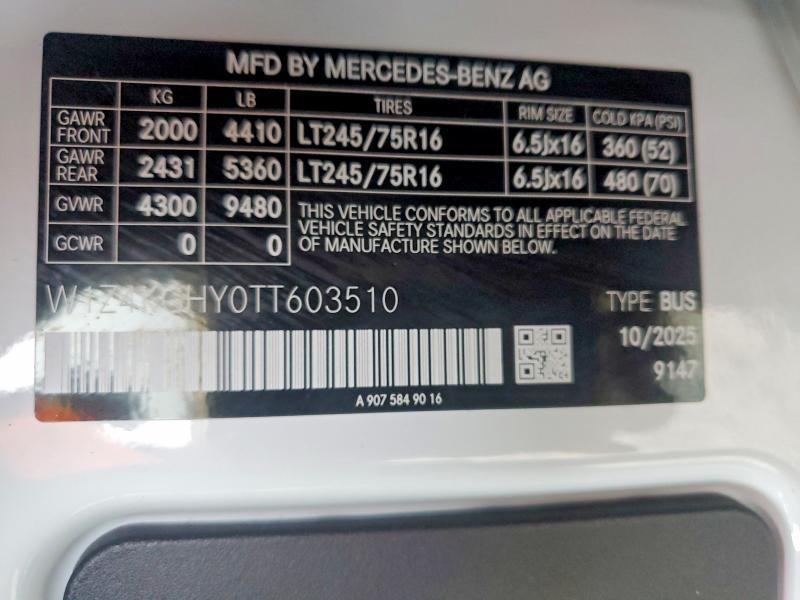 MFD BY MERCEDES-BENZ AG
KG LB TIRES RIM SIZE COLD KPA (PSI)
GAWR FRONT 2000 4410 LT245/75R16 6.5Jx16 360 (52)
GAWR REAR 2431 5360 LT245/75R16 6.5Jx16 480 (70)
GVWR 4300 9480
GCWR 0 0
THIS VEHICLE CONFORMS TO ALL APPLICABLE FEDERAL
VEHICLE SAFETY STANDARDS IN EFFECT ON THE DATE
OF MANUFACTURE SHOWN BELOW.
TYPE BUS
10/2025
9147
A 907 584 90 16